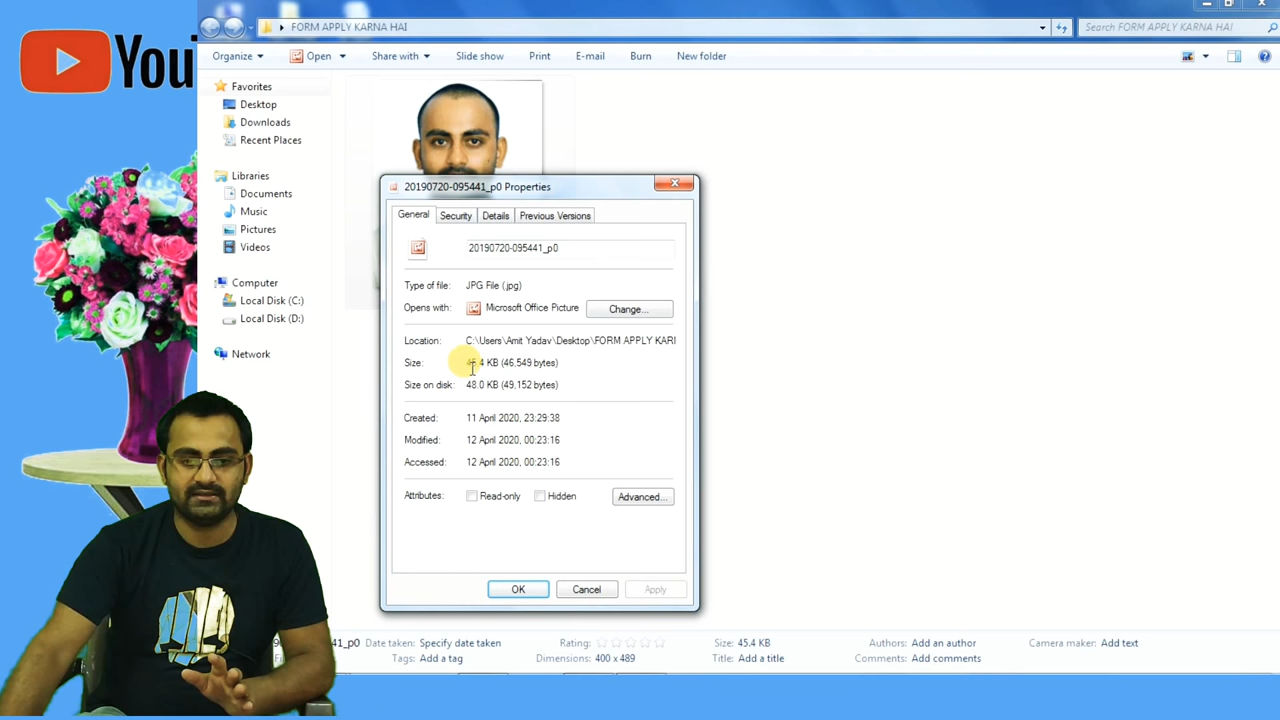 You
FORM APPLY KARNA HAI
Search FORM APPLY KARNA HAI
Organize Open Share with Slide show Print E-mail Burn New folder
Favorites
Desktop
Downloads
Recent Places
Libraries
Documents
Music
Pictures
Videos
Computer
Local Disk (C:)
Local Disk (D:)
Network
20190720-095441_p0 Properties
General Security Details Previous Versions
20190720-095441_p0
Type of file: JPG File (.jpg)
Opens with: Microsoft Office Picture Change...
Location: C:\Users\Amit Yadav\Desktop\FORM APPLY KARI
Size: 45.4 KB (46,549 bytes)
Size on disk: 48.0 KB (49,152 bytes)
Created: 11 April 2020, 23:29:38
Modified: 12 April 2020, 00:23:16
Accessed: 12 April 2020, 00:23:16
Attributes: Read-only Hidden Advanced...
OK Cancel Apply
41_p0 Date taken: Specify date taken Rating: Size: 45.4 KB Authors: Add an author Camera maker: Add text
Tags: Add a tag Dimensions: 400 x 489 Title: Add a title Comments: Add comments